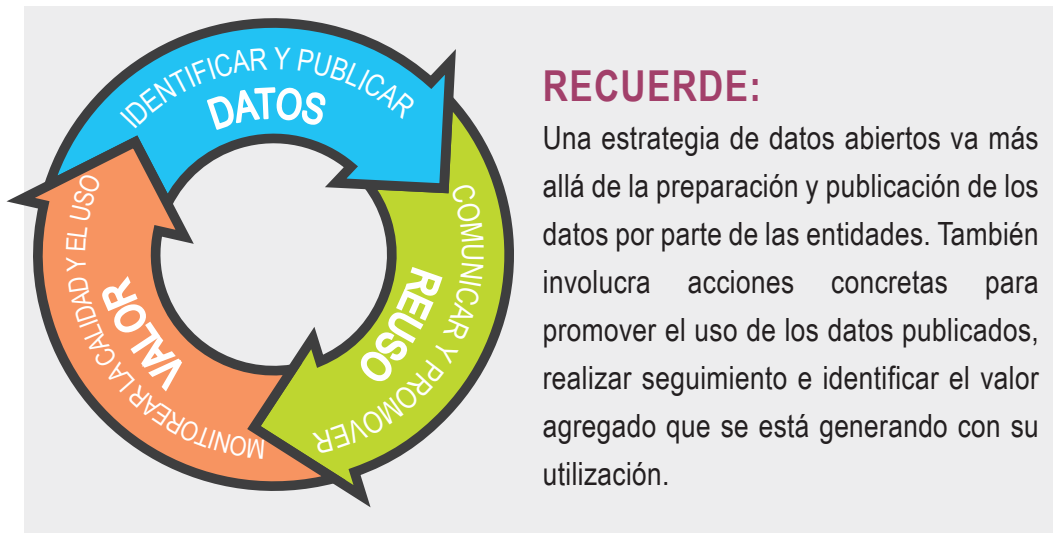 IDENTIFICAR Y PUBLICAR
DATOS
COMUNICAR Y PROMOVER
REUSO
MONITOREAR LA CALIDAD Y EL USO
VALOR
RECUERDE:
Una estrategia de datos abiertos va más
allá de la preparación y publicación de los
datos por parte de las entidades. También
involucra acciones concretas para
promover el uso de los datos publicados,
realizar seguimiento e identificar el valor
agregado que se está generando con su
utilización.